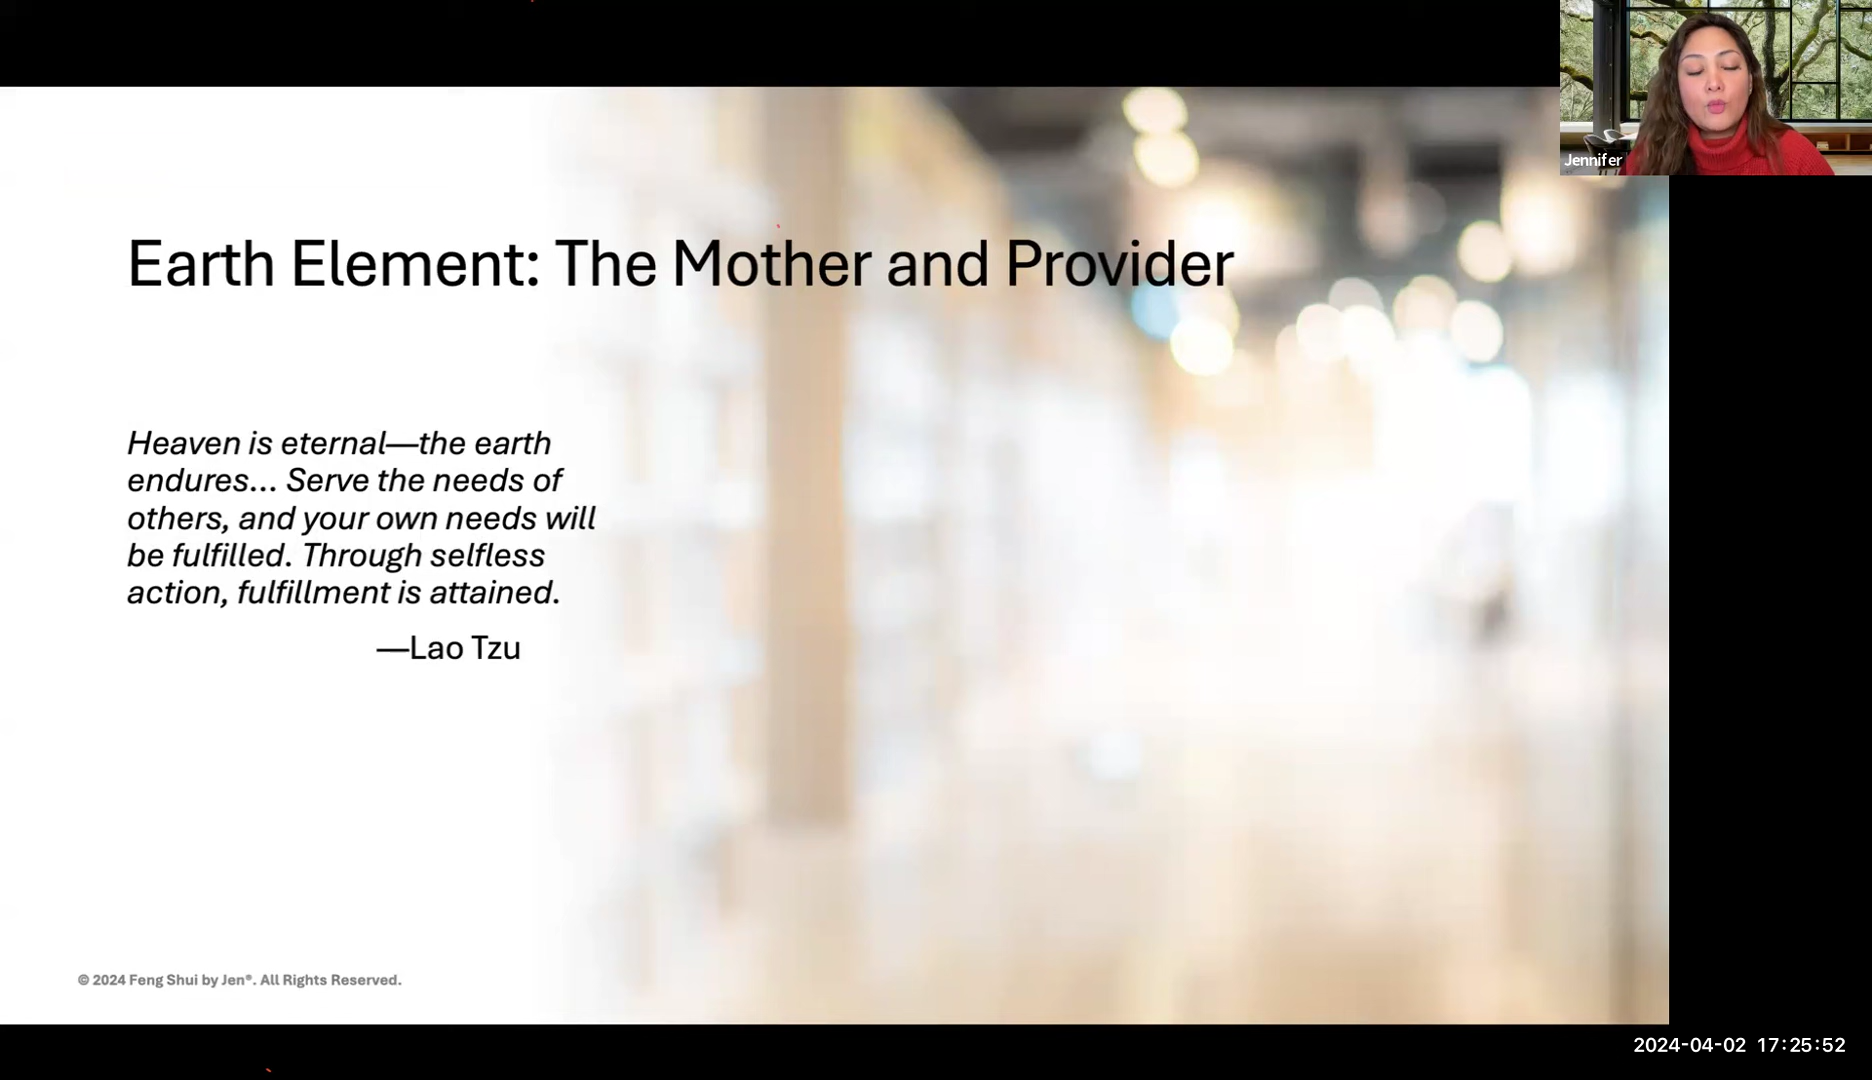 Jennifer
Earth Element: The Mother and Provider
Heaven is eternal—the earth
endures... Serve the needs of
others, and your own needs will
be fulfilled. Through selfless
action, fulfillment is attained.
—Lao Tzu
© 2024 Feng Shui by Jen®. All Rights Reserved.
2024-04-02 17:25:52